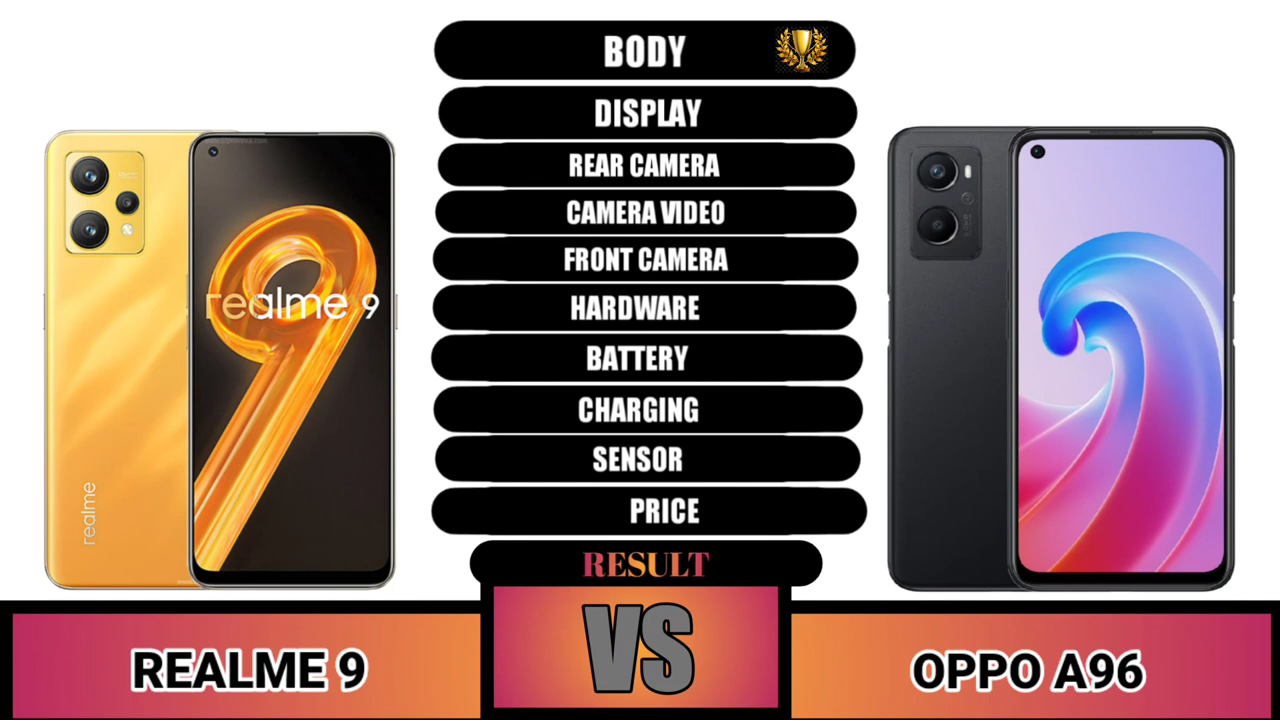 BODY
DISPLAY
REAR CAMERA
CAMERA VIDEO
FRONT CAMERA
HARDWARE
BATTERY
CHARGING
SENSOR
PRICE
RESULT
VS
realme
realme 9
REALME 9
OPPO A96